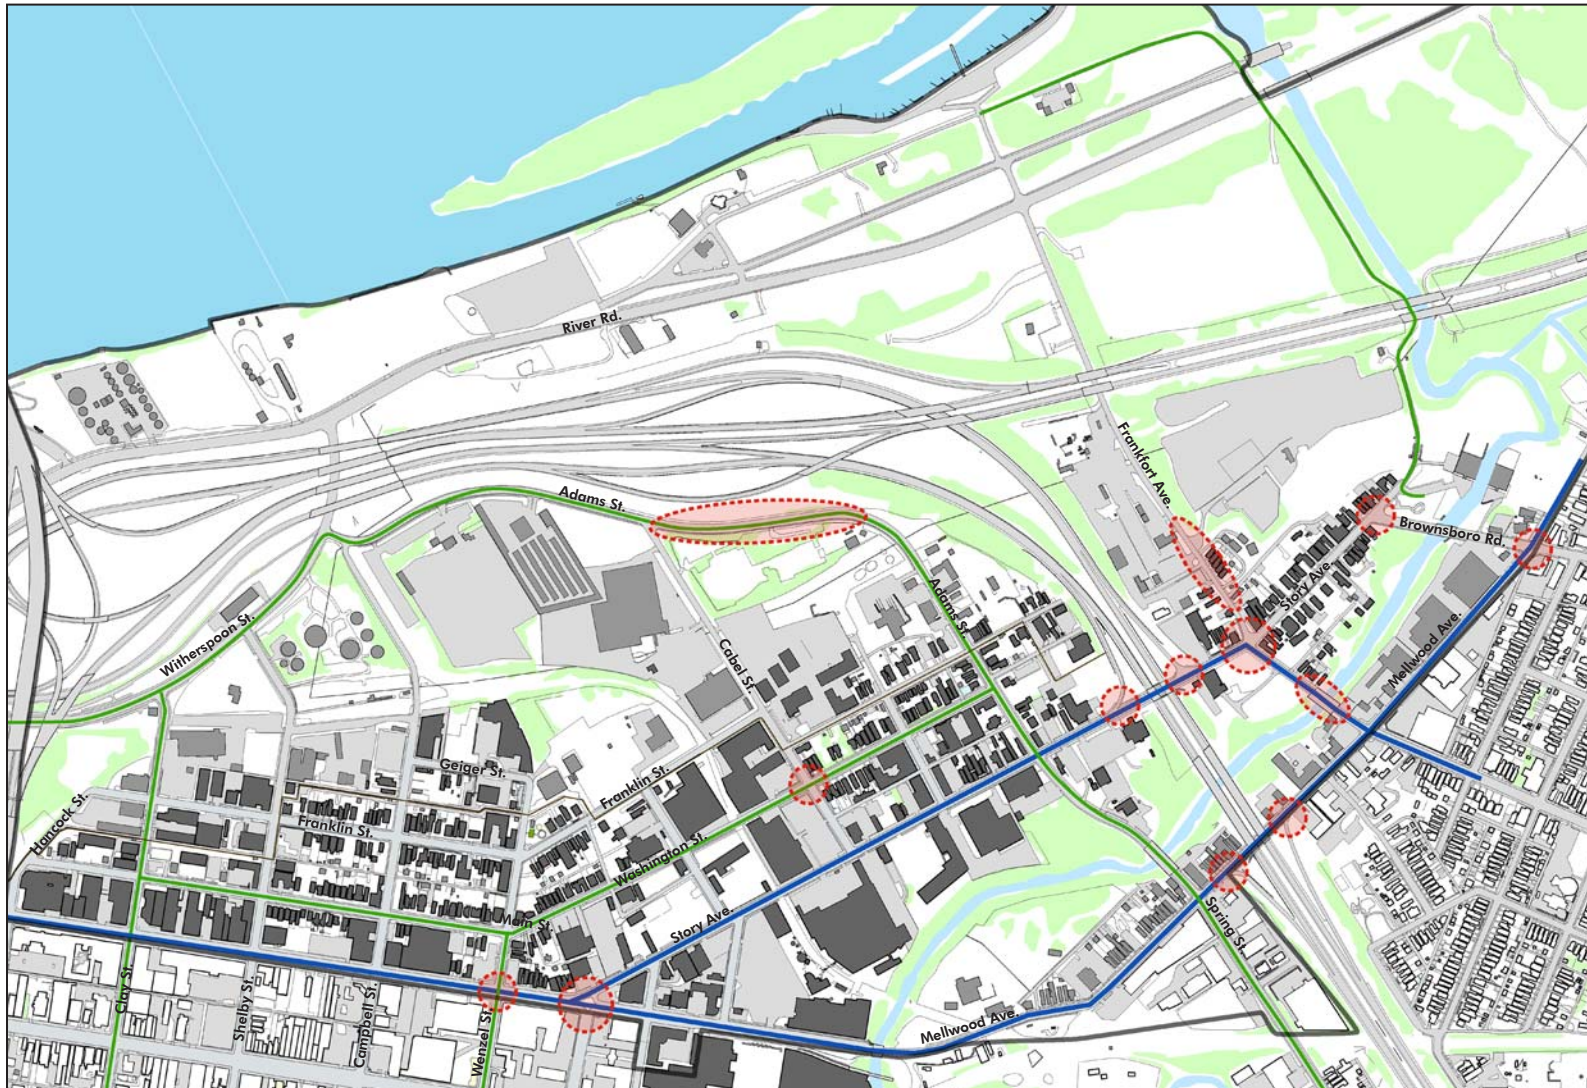 River Rd.
Frankfort Ave.
Adams St.
Brownsboro Rd.
Story Ave.
Adams St.
Witherspoon St.
Mellwood Ave.
Cabel St.
Geiger St.
Franklin St.
Hancock St.
Franklin St.
Washington St.
Main St.
Story Ave.
Spring St.
Clay St.
Shelby St.
Campbel St.
Wenzel St.
Mellwood Ave.